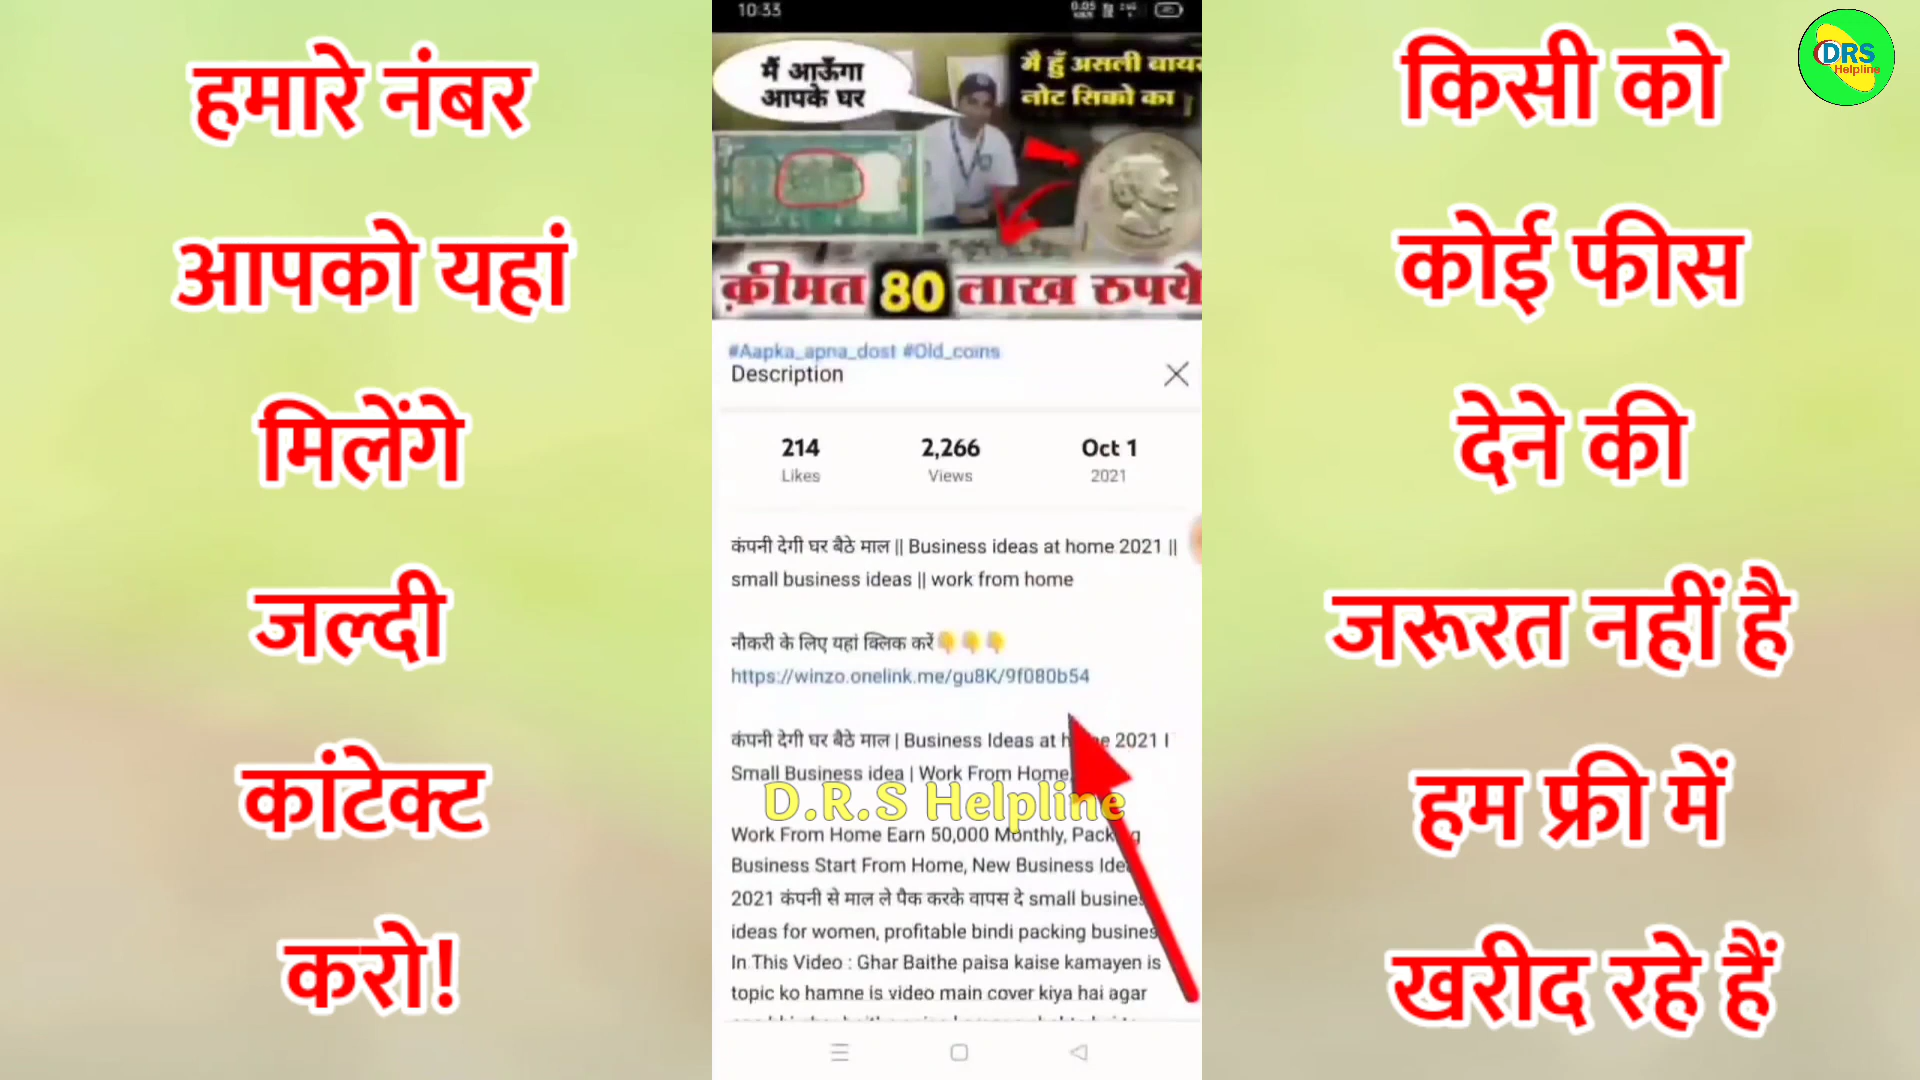 हमारे नंबर
आपको यहां
मिलेंगे
जल्दी
कांटेक्ट
करो!
10:33
0.05
मैं आऊँगा
आपके घर
मै हूँ असली बायर
नोट सिक्को का
क़ीमत 80 लाख रुपये
#Aapka_apna_dost #Old_coins
Description
214 2,266 Oct 1
Likes Views 2021
कंपनी देगी घर बैठे माल || Business ideas at home 2021 ||
small business ideas || work from home
नौकरी के लिए यहां क्लिक करें👇👇👇
https://winzo.onelink.me/gu8K/9f080b54
कंपनी देगी घर बैठे माल | Business Ideas at 2021 I
Small Business idea | Work From Home
D.R.S Helpline
Work From Home Earn 50,000 Monthly,
Business Start From Home, New Business
2021 कंपनी से माल ले पैक करके वापस दे small
ideas for women, profitable bindi packing
In This Video : Ghar Baithe paisa kaise kamayen is
topic ko hamne is video main cover kiya hai agar
किसी को
कोई फीस
देने की
जरूरत नहीं है
हम फ्री में
खरीद रहे हैं
DRS
Helpline